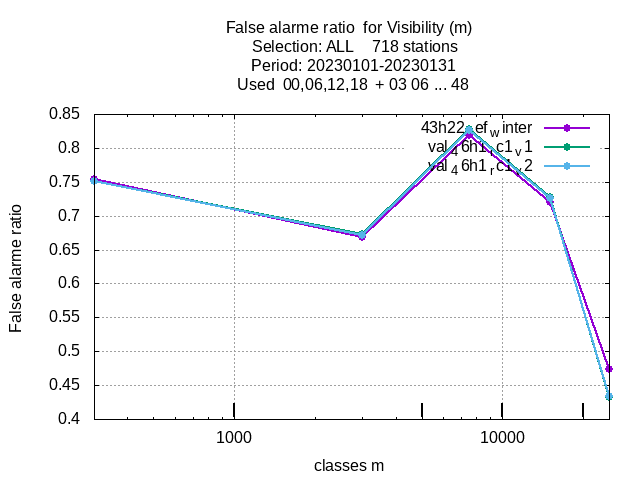 False alarme ratio  for Visibility (m)
Selection: ALL    718 stations
Period: 20230101-20230131
Used  00,06,12,18  + 03 06 ... 48
0.85
0.8
0.75
0.7
0.65
0.6
0.55
0.5
0.45
0.4
False alarme ratio
val_46h1_rc1_v1
val_46h1_rc1_v2
1000
10000
classes m